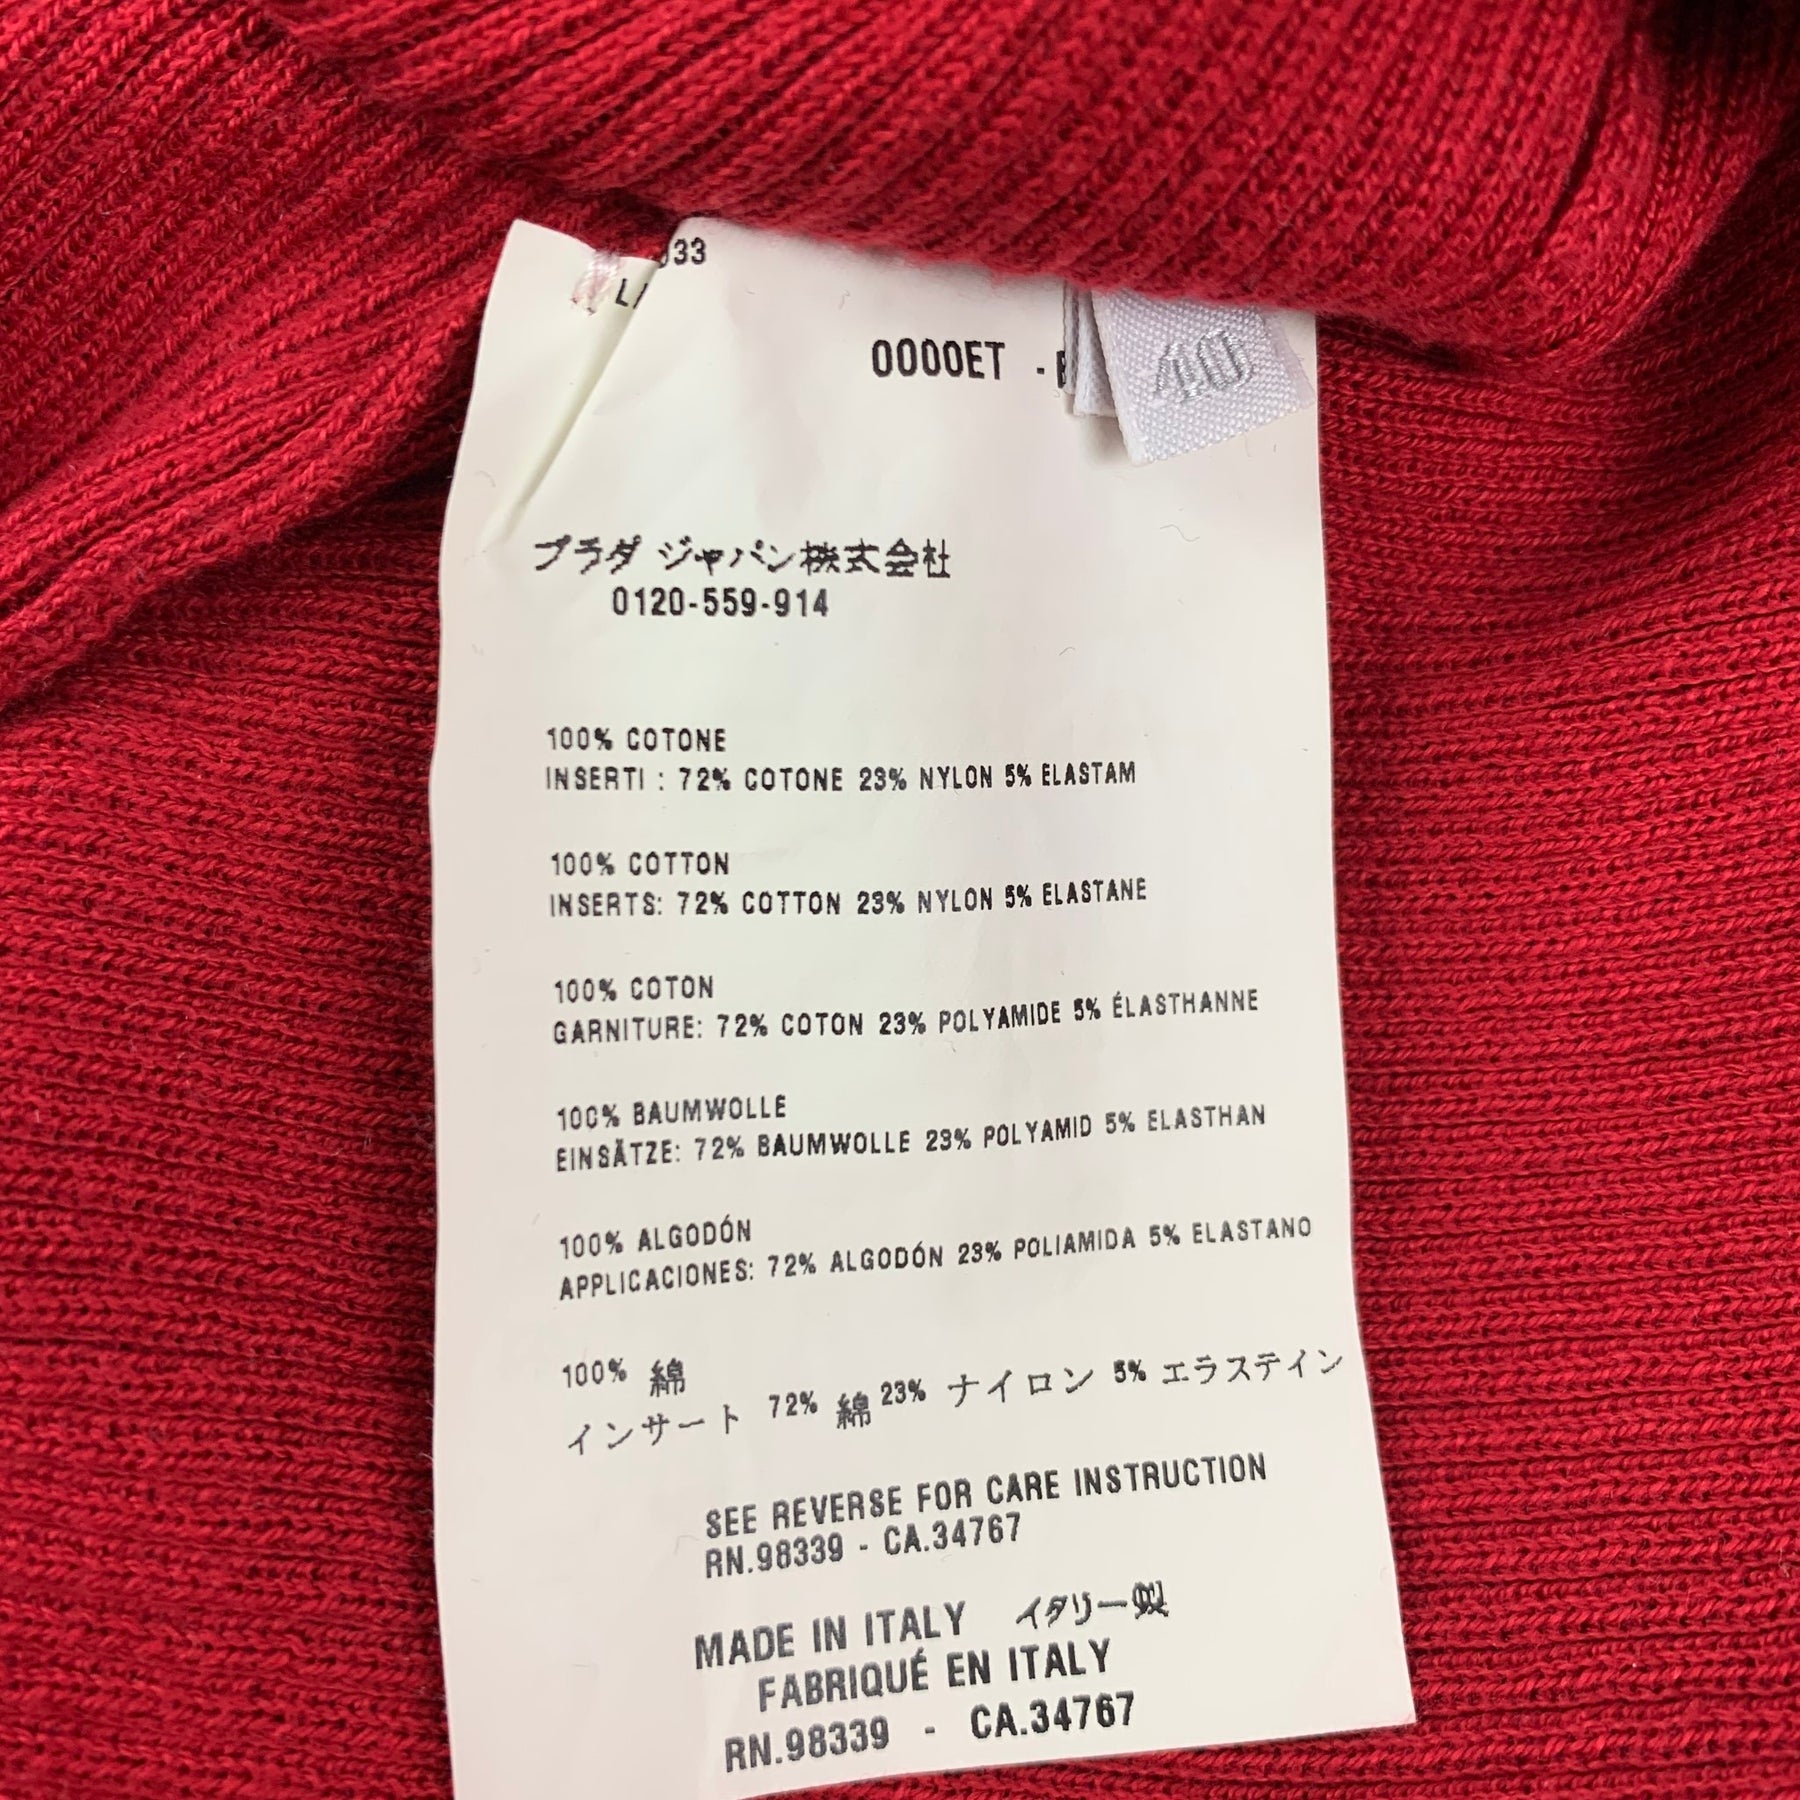 33
0000ET -
40
プラダ ジャパン株式会社
0120-559-914
100% COTONE
INSERTI : 72% COTONE 23% NYLON 5% ELASTAM
100% COTTON
INSERTS: 72% COTTON 23% NYLON 5% ELASTANE
100% COTON
GARNITURE: 72% COTON 23% POLYAMIDE 5% ÉLASTHANNE
100% BAUMWOLLE
EINSÄTZE: 72% BAUMWOLLE 23% POLYAMID 5% ELASTHAN
100% ALGODÓN
APPLICACIONES: 72% ALGODÓN 23% POLIAMIDA 5% ELASTANO
100% 綿
インサート 72% 綿 23% ナイロン 5% エラステイン
SEE REVERSE FOR CARE INSTRUCTION
RN.98339 - CA.34767
MADE IN ITALY イタリー製
FABRIQUÉ EN ITALY
RN.98339 - CA.34767